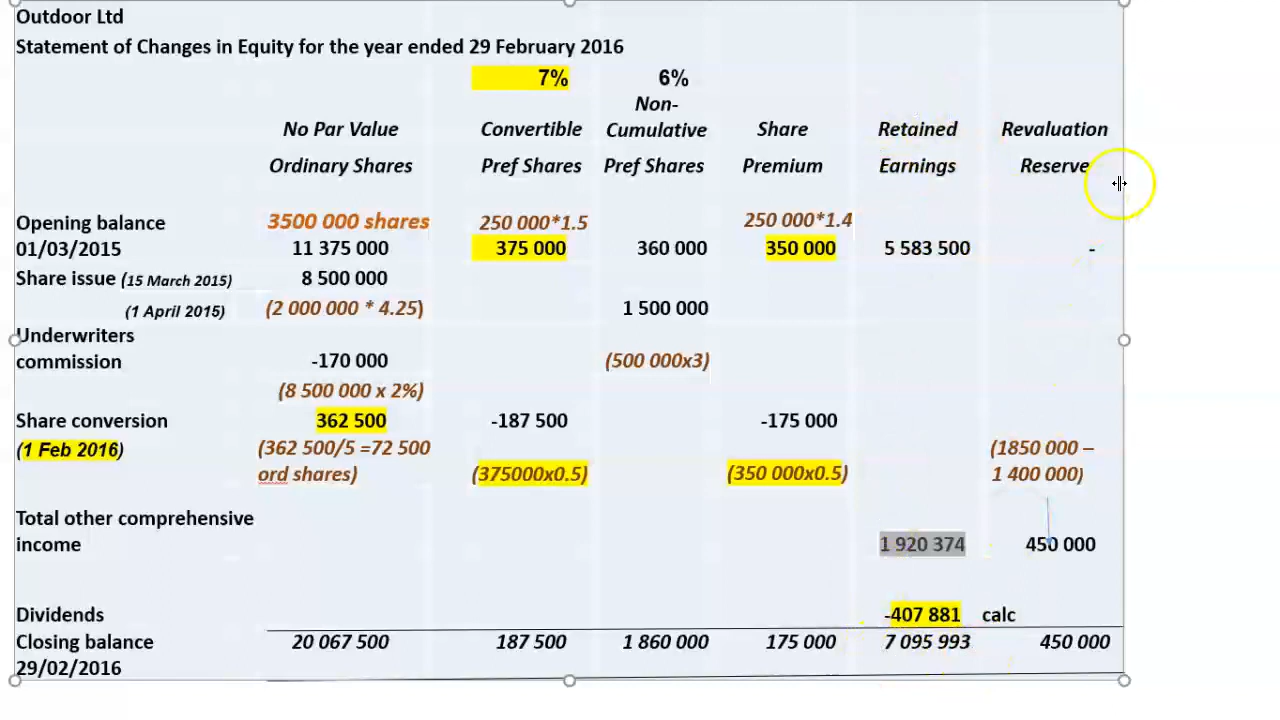 Outdoor Ltd
Statement of Changes in Equity for the year ended 29 February 2016
7% 6%
Non-
No Par Value Convertible Cumulative Share Retained Revaluation
Ordinary Shares Pref Shares Pref Shares Premium Earnings Reserve
Opening balance 3500 000 shares 250 000*1.5 250 000*1.4
01/03/2015 11 375 000 375 000 360 000 350 000 5 583 500 -
Share issue (15 March 2015) 8 500 000
(1 April 2015) (2 000 000 * 4.25) 1 500 000
Underwriters
commission -170 000 (500 000x3)
(8 500 000 x 2%)
Share conversion 362 500 -187 500 -175 000
(1 Feb 2016) (362 500/5 =72 500 (1850 000 –
ord shares) (375000x0.5) (350 000x0.5) 1 400 000)
Total other comprehensive
income 1 920 374 450 000
Dividends -407 881 calc
Closing balance 20 067 500 187 500 1 860 000 175 000 7 095 993 450 000
29/02/2016